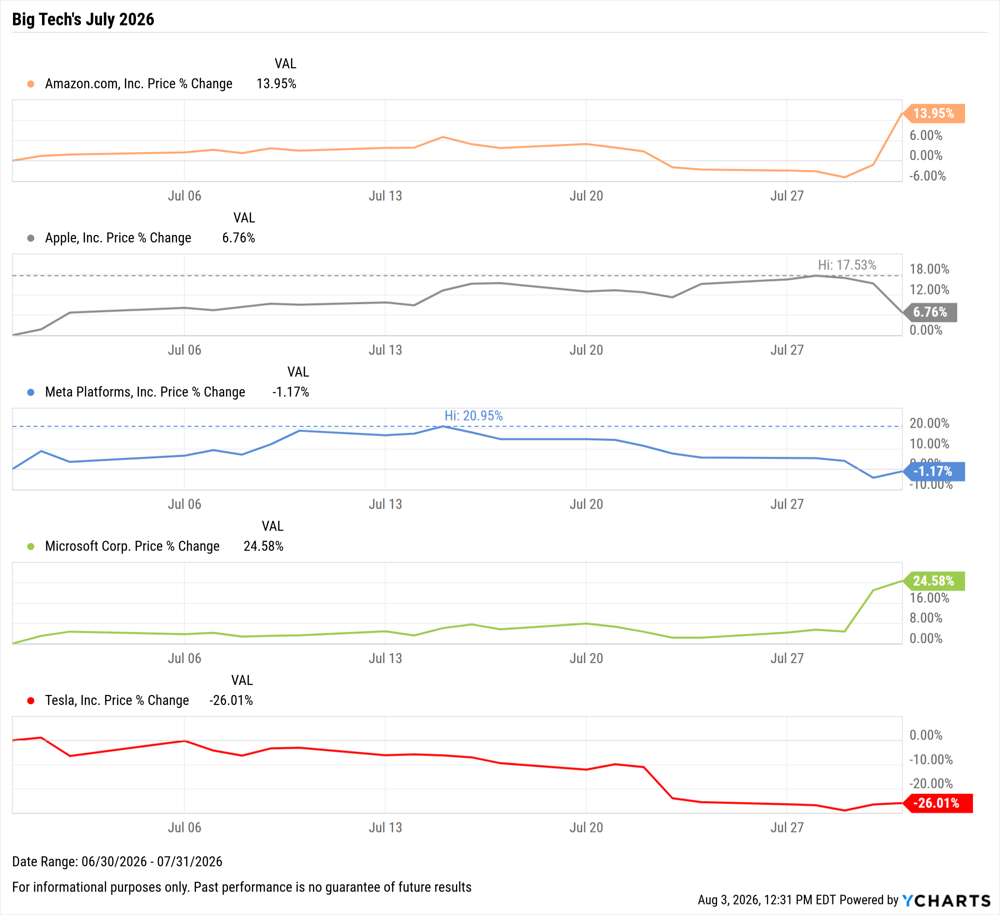 Big Tech's July 2026
VAL
Amazon.com, Inc. Price % Change 13.95%
13.95%
6.00%
0.00%
-6.00%
Jul 06 Jul 13 Jul 20 Jul 27
VAL
Apple, Inc. Price % Change 6.76%
Hi: 17.53%
18.00%
12.00%
6.76%
0.00%
Jul 06 Jul 13 Jul 20 Jul 27
VAL
Meta Platforms, Inc. Price % Change -1.17%
Hi: 20.95%
20.00%
10.00%
-1.17%
-10.00%
Jul 06 Jul 13 Jul 20 Jul 27
VAL
Microsoft Corp. Price % Change 24.58%
24.58%
16.00%
8.00%
0.00%
Jul 06 Jul 13 Jul 20 Jul 27
VAL
Tesla, Inc. Price % Change -26.01%
0.00%
-10.00%
-20.00%
-26.01%
Jul 06 Jul 13 Jul 20 Jul 27
Date Range: 06/30/2026 - 07/31/2026
For informational purposes only. Past performance is no guarantee of future results
Aug 3, 2026, 12:31 PM EDT Powered by YCHARTS